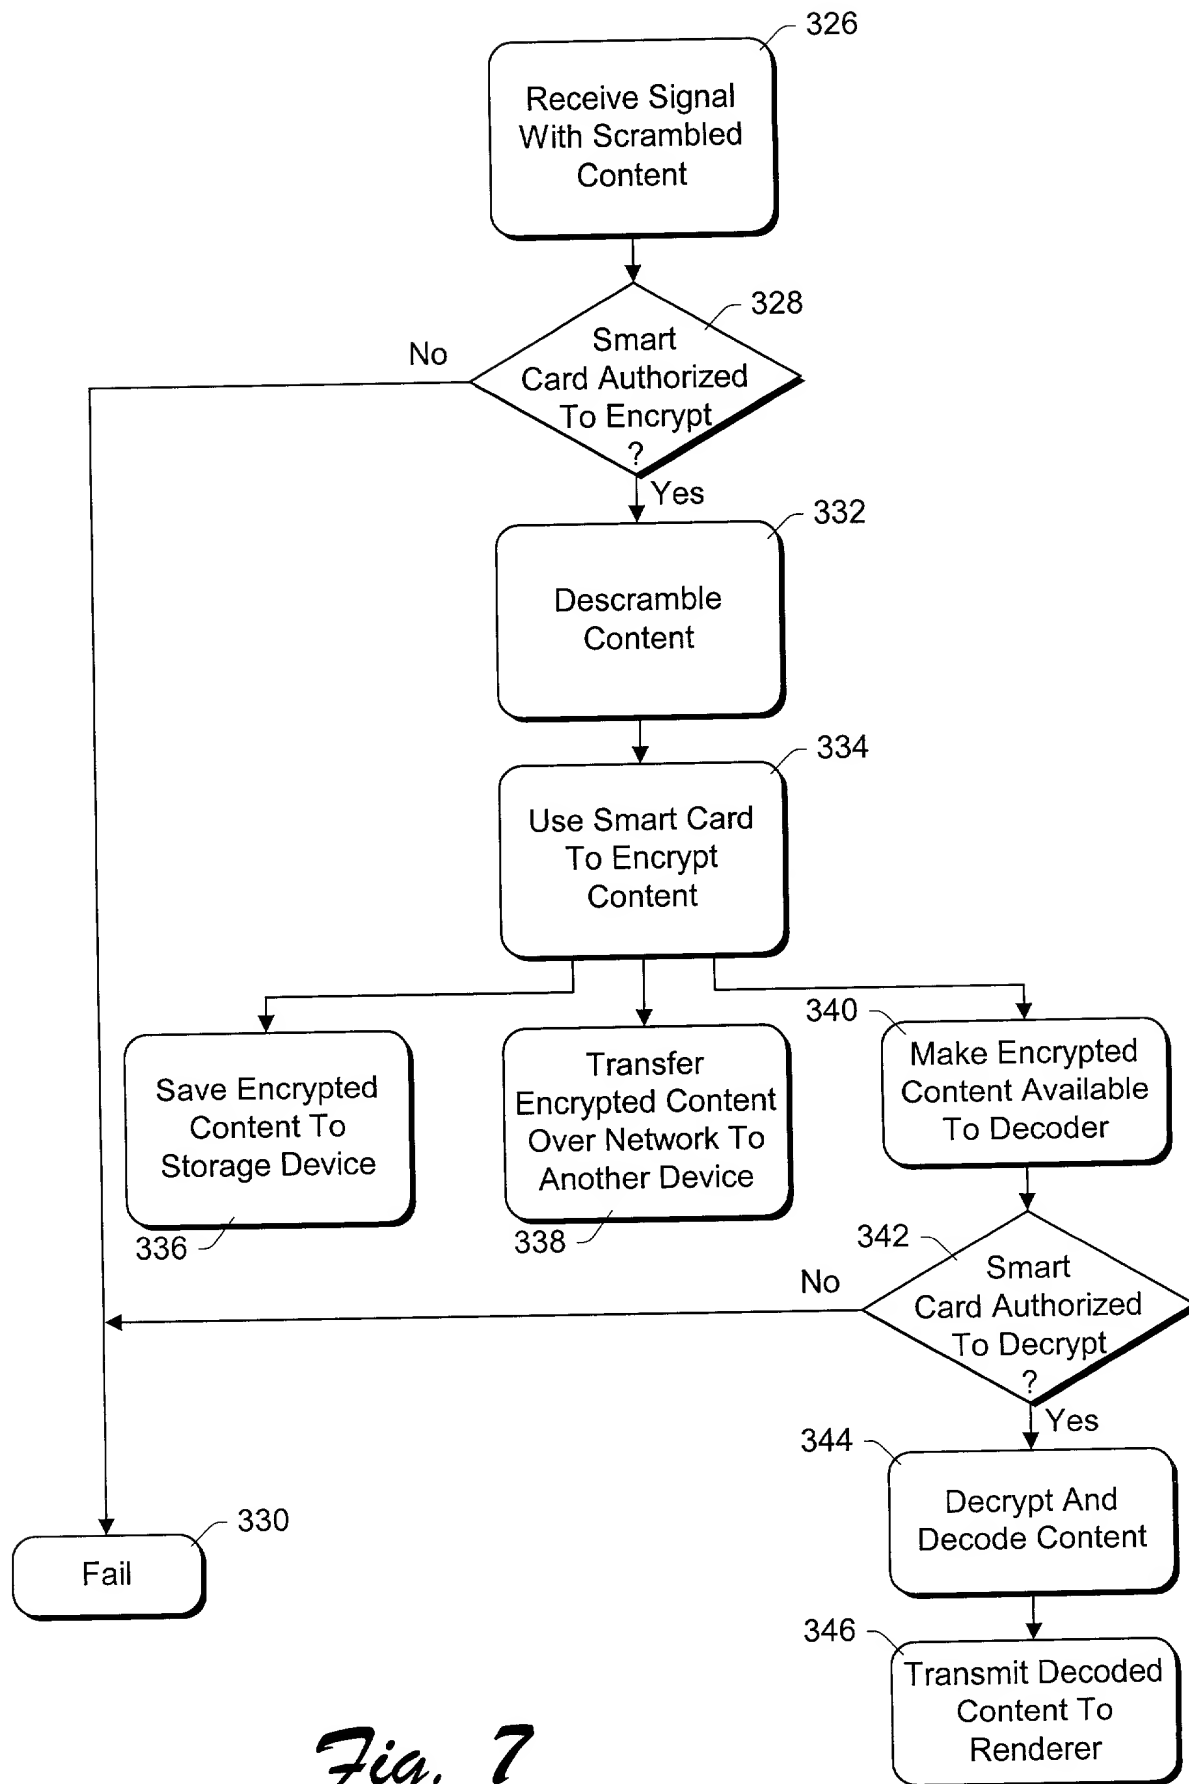 326
Receive Signal
With Scrambled
Content
328
No
Smart
Card Authorized
To Encrypt
?
Yes
332
Descramble
Content
334
Use Smart Card
To Encrypt
Content
Save Encrypted
Content To
Storage Device
336
Transfer
Encrypted Content
Over Network To
Another Device
338
340
Make Encrypted
Content Available
To Decoder
342
No
Smart
Card Authorized
To Decrypt
?
Yes
344
Decrypt And
Decode Content
330
Fail
346
Transmit Decoded
Content To
Renderer
Fig. 7